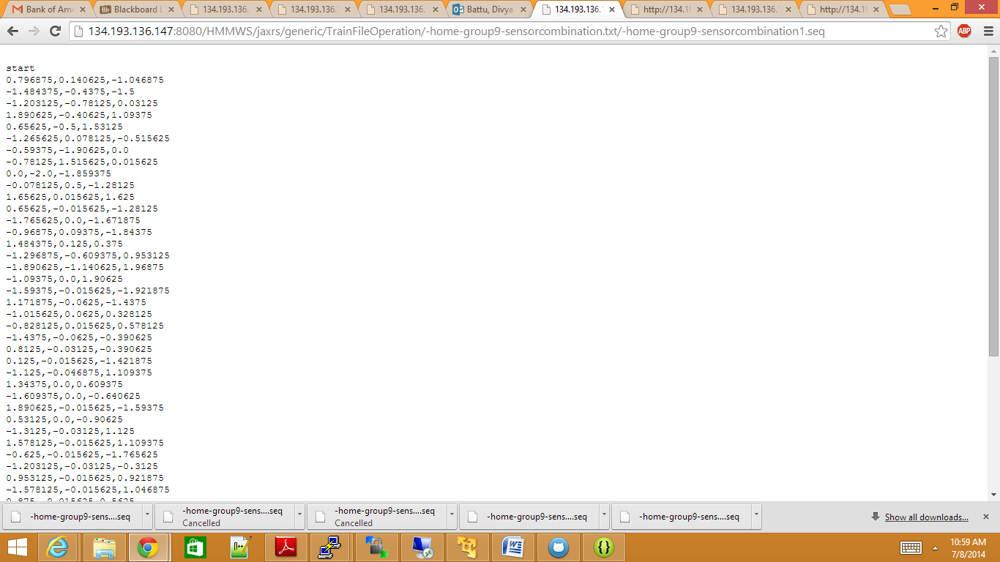 Bank of Ame
Blackboard L
134.193.136.
134.193.136.
134.193.136.
Battu, Divya
134.193.136.
http://134.19
134.193.136.
http://134.19
134.193.136.147:8080/HMMWS/jaxrs/generic/TrainFileOperation/-home-group9-sensorcombination.txt/-home-group9-sensorcombination1.seq
ABP
start
0.796875,0.140625,-1.046875
-1.484375,-0.4375,-1.5
-1.203125,-0.78125,0.03125
1.890625,-0.40625,1.09375
0.65625,-0.5,1.53125
-1.265625,0.078125,-0.515625
-0.59375,-1.90625,0.0
-0.78125,1.515625,0.015625
0.0,-2.0,-1.859375
-0.078125,0.5,-1.28125
1.65625,0.015625,1.625
0.65625,-0.015625,-1.28125
-1.765625,0.0,-1.671875
-0.96875,0.09375,-1.84375
1.484375,0.125,0.375
-1.296875,-0.609375,0.953125
-1.890625,-1.140625,1.96875
-1.09375,0.0,1.90625
-1.59375,-0.015625,-1.921875
1.171875,-0.0625,-1.4375
-1.015625,0.0625,0.328125
-0.828125,0.015625,0.578125
-1.4375,-0.0625,-0.390625
0.8125,-0.03125,-0.390625
0.125,-0.015625,-1.421875
-1.125,-0.046875,1.109375
1.34375,0.0,0.609375
-1.609375,0.0,-0.640625
1.890625,-0.015625,-1.59375
0.53125,0.0,-0.90625
-1.3125,-0.03125,1.125
1.578125,-0.015625,1.109375
-0.625,-0.015625,-1.765625
-1.203125,-0.03125,-0.3125
0.953125,-0.015625,0.921875
-1.578125,-0.015625,1.046875
-home-group9-sens....seq
-home-group9-sens....seq
Cancelled
-home-group9-sens....seq
Cancelled
-home-group9-sens....seq
-home-group9-sens....seq
Show all downloads...
10:59 AM
7/8/2014